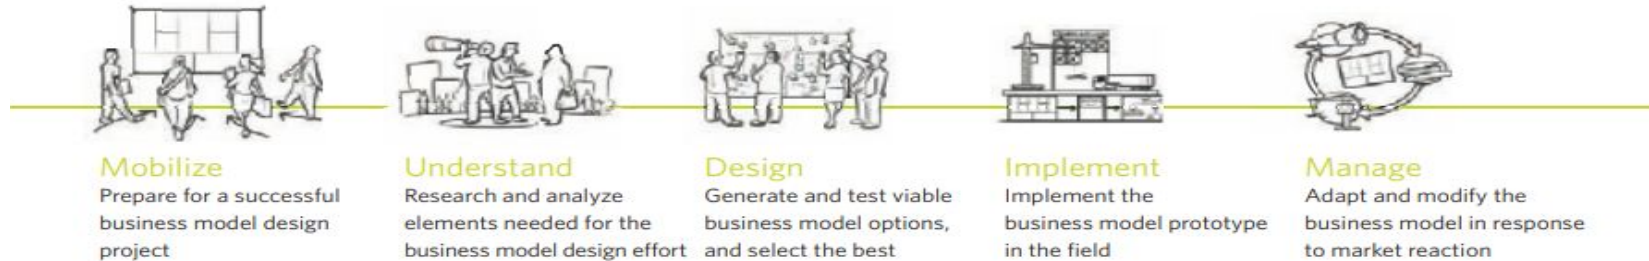 Mobilize
Prepare for a successful
business model design
project
Understand
Research and analyze
elements needed for the
business model design effort
Design
Generate and test viable
business model options,
and select the best
Implement
Implement the
business model prototype
in the field
Manage
Adapt and modify the
business model in response
to market reaction